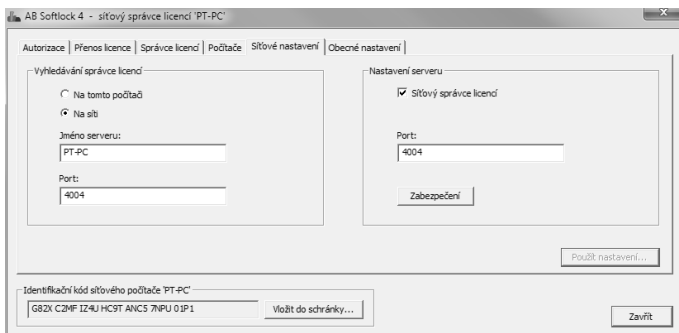 AB Softlock 4 - síťový správce licencí 'PT-PC'
Autorizace | Přenos licence | Správce licencí | Počítače | Síťové nastavení | Obecné nastavení
Vyhledávání správce licencí
Na tomto počítači
Na síti
Jméno serveru:
PT-PC
Port:
4004
Nastavení serveru
Síťový správce licencí
Port:
4004
Zabezpečení
Použít nastavení...
Identifikační kód síťového počítače 'PT-PC'
G82X C2MF IZ4U HC9T ANC5 7NPU 01P1
Vložit do schránky...
Zavřít